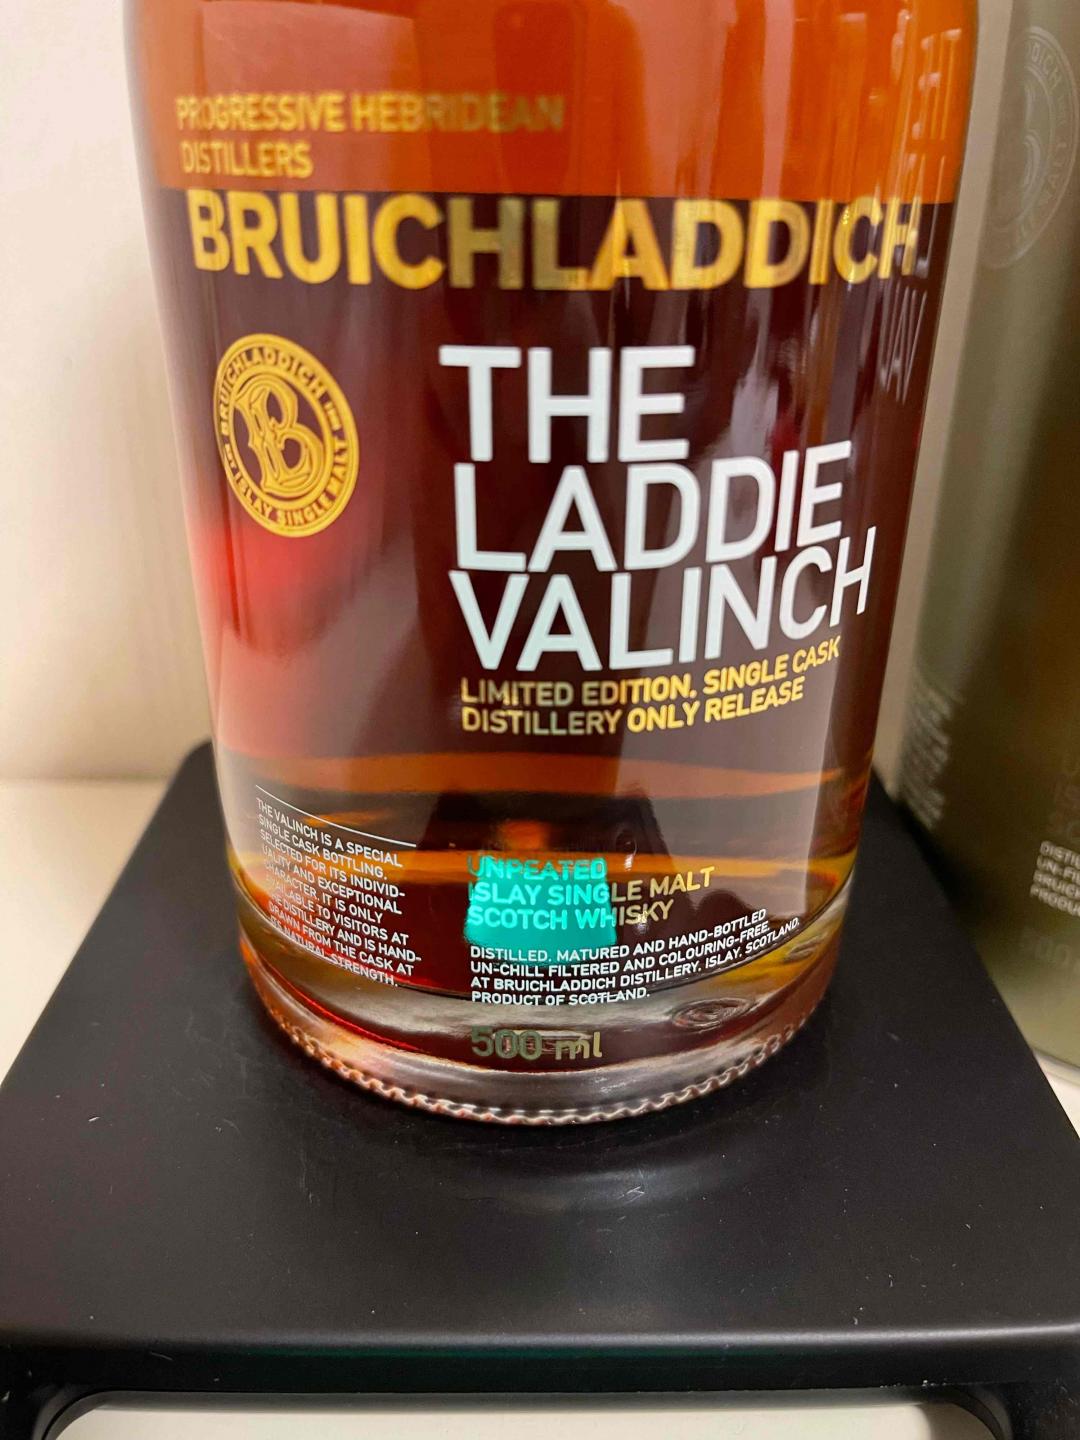 PROGRESSIVE HEBRIDEAN
DISTILLERS
BRUICHLADDICH
BRUICHLADDICH
ISLAY SINGLE MALT
THE
LADDIE
VALINCH
LIMITED EDITION. SINGLE CASK
DISTILLERY ONLY RELEASE
THE VALINCH IS A SPECIAL
SINGLE CASK BOTTLING,
SELECTED FOR ITS INDIVID-
UALITY AND EXCEPTIONAL
CHARACTER. IT IS ONLY
AVAILABLE TO VISITORS AT
THE DISTILLERY AND IS HAND-
DRAWN FROM THE CASK AT
ITS NATURAL STRENGTH.
UNPEATED
ISLAY SINGLE MALT
SCOTCH WHISKY
DISTILLED, MATURED AND HAND-BOTTLED
UN-CHILL FILTERED AND COLOURING-FREE,
AT BRUICHLADDICH DISTILLERY, ISLAY, SCOTLAND.
PRODUCT OF SCOTLAND.
500 ml